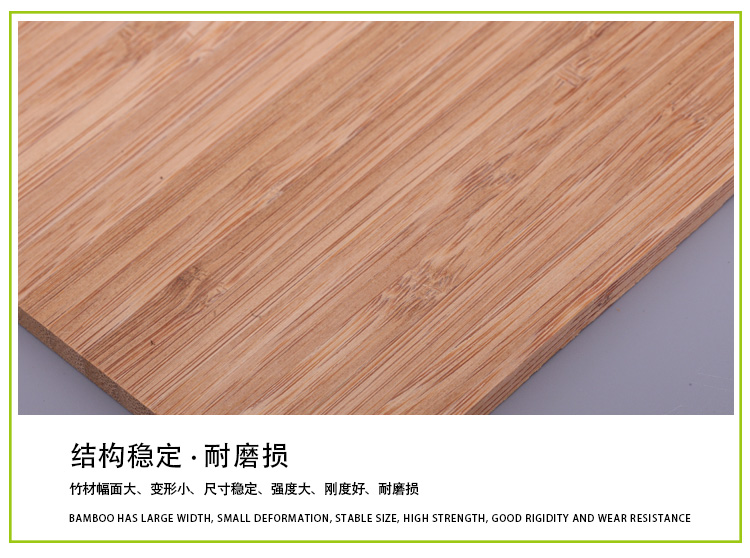 结构稳定·耐磨损
竹材幅面大、变形小、尺寸稳定、强度大、刚度好、耐磨损
BAMBOO HAS LARGE WIDTH, SMALL DEFORMATION, STABLE SIZE, HIGH STRENGTH, GOOD RIGIDITY AND WEAR RESISTANCE